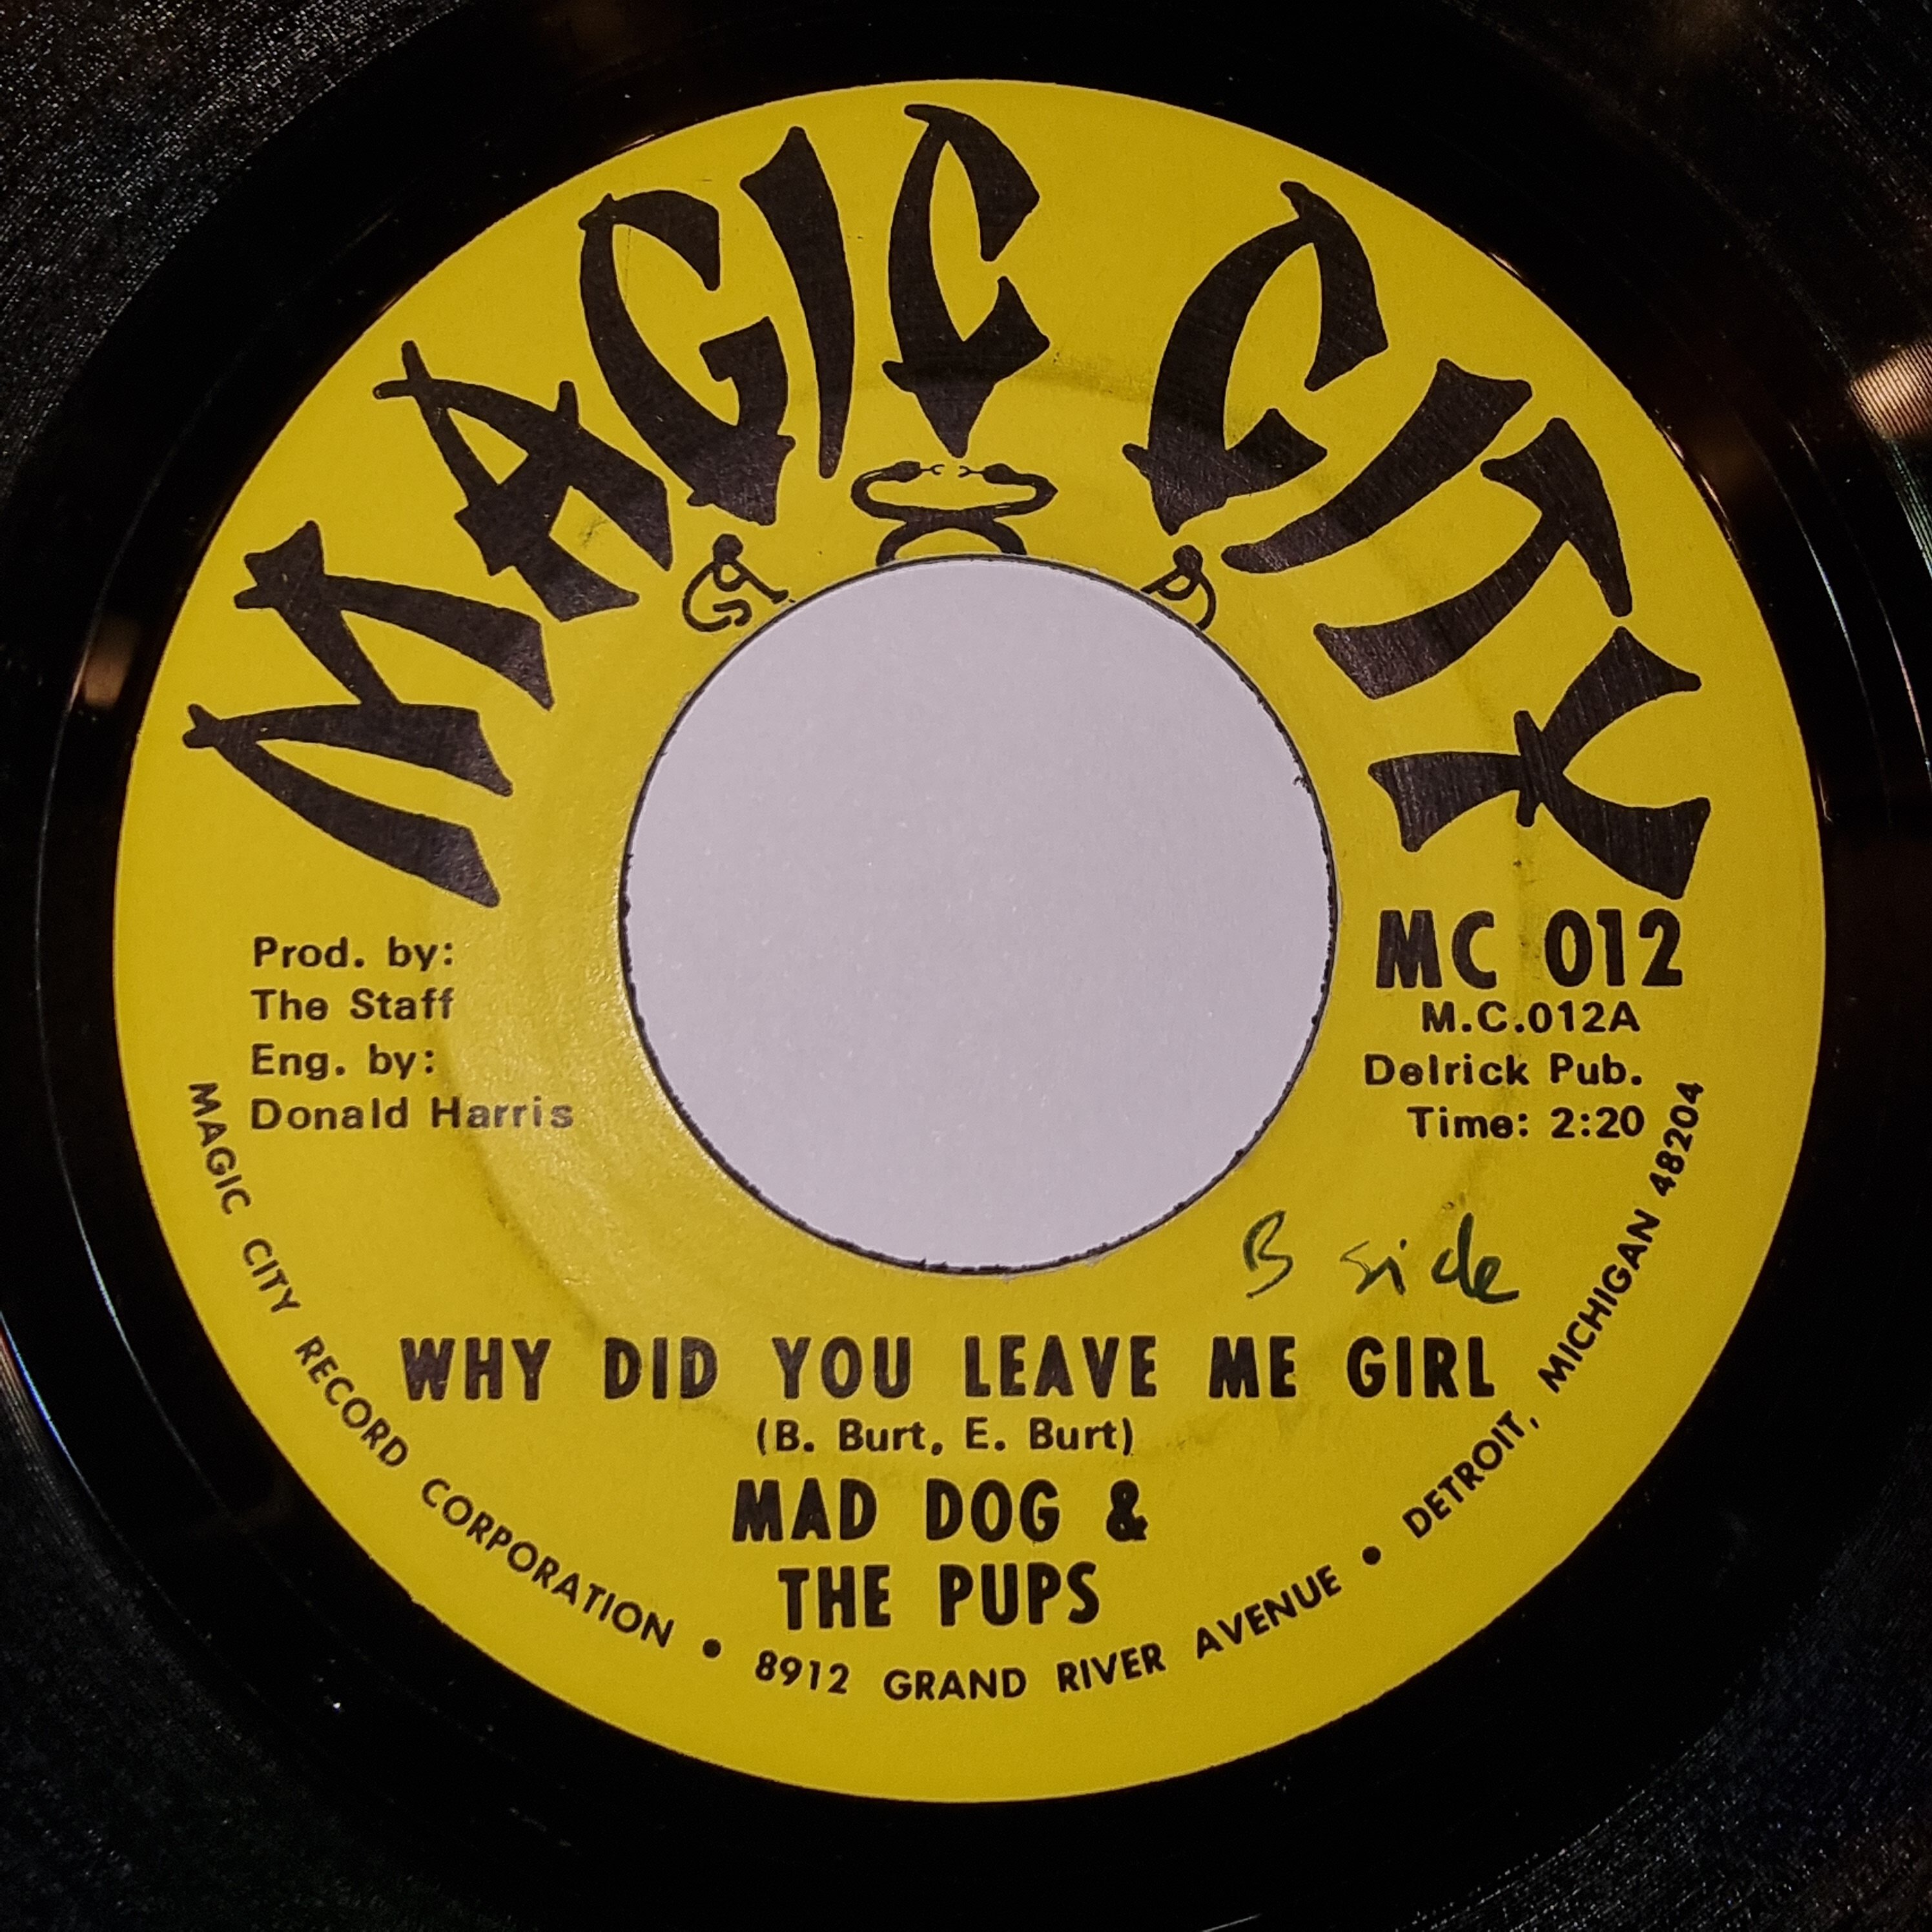 MAGIC CITY
Prod. by:
The Staff
Eng. by:
Donald Harris
MC 012
M.C.012A
Delrick Pub.
Time: 2:20
B side
WHY DID YOU LEAVE ME GIRL
(B. Burt, E. Burt)
MAD DOG &
THE PUPS
MAGIC CITY RECORD CORPORATION • 8912 GRAND RIVER AVENUE • DETROIT, MICHIGAN 48204